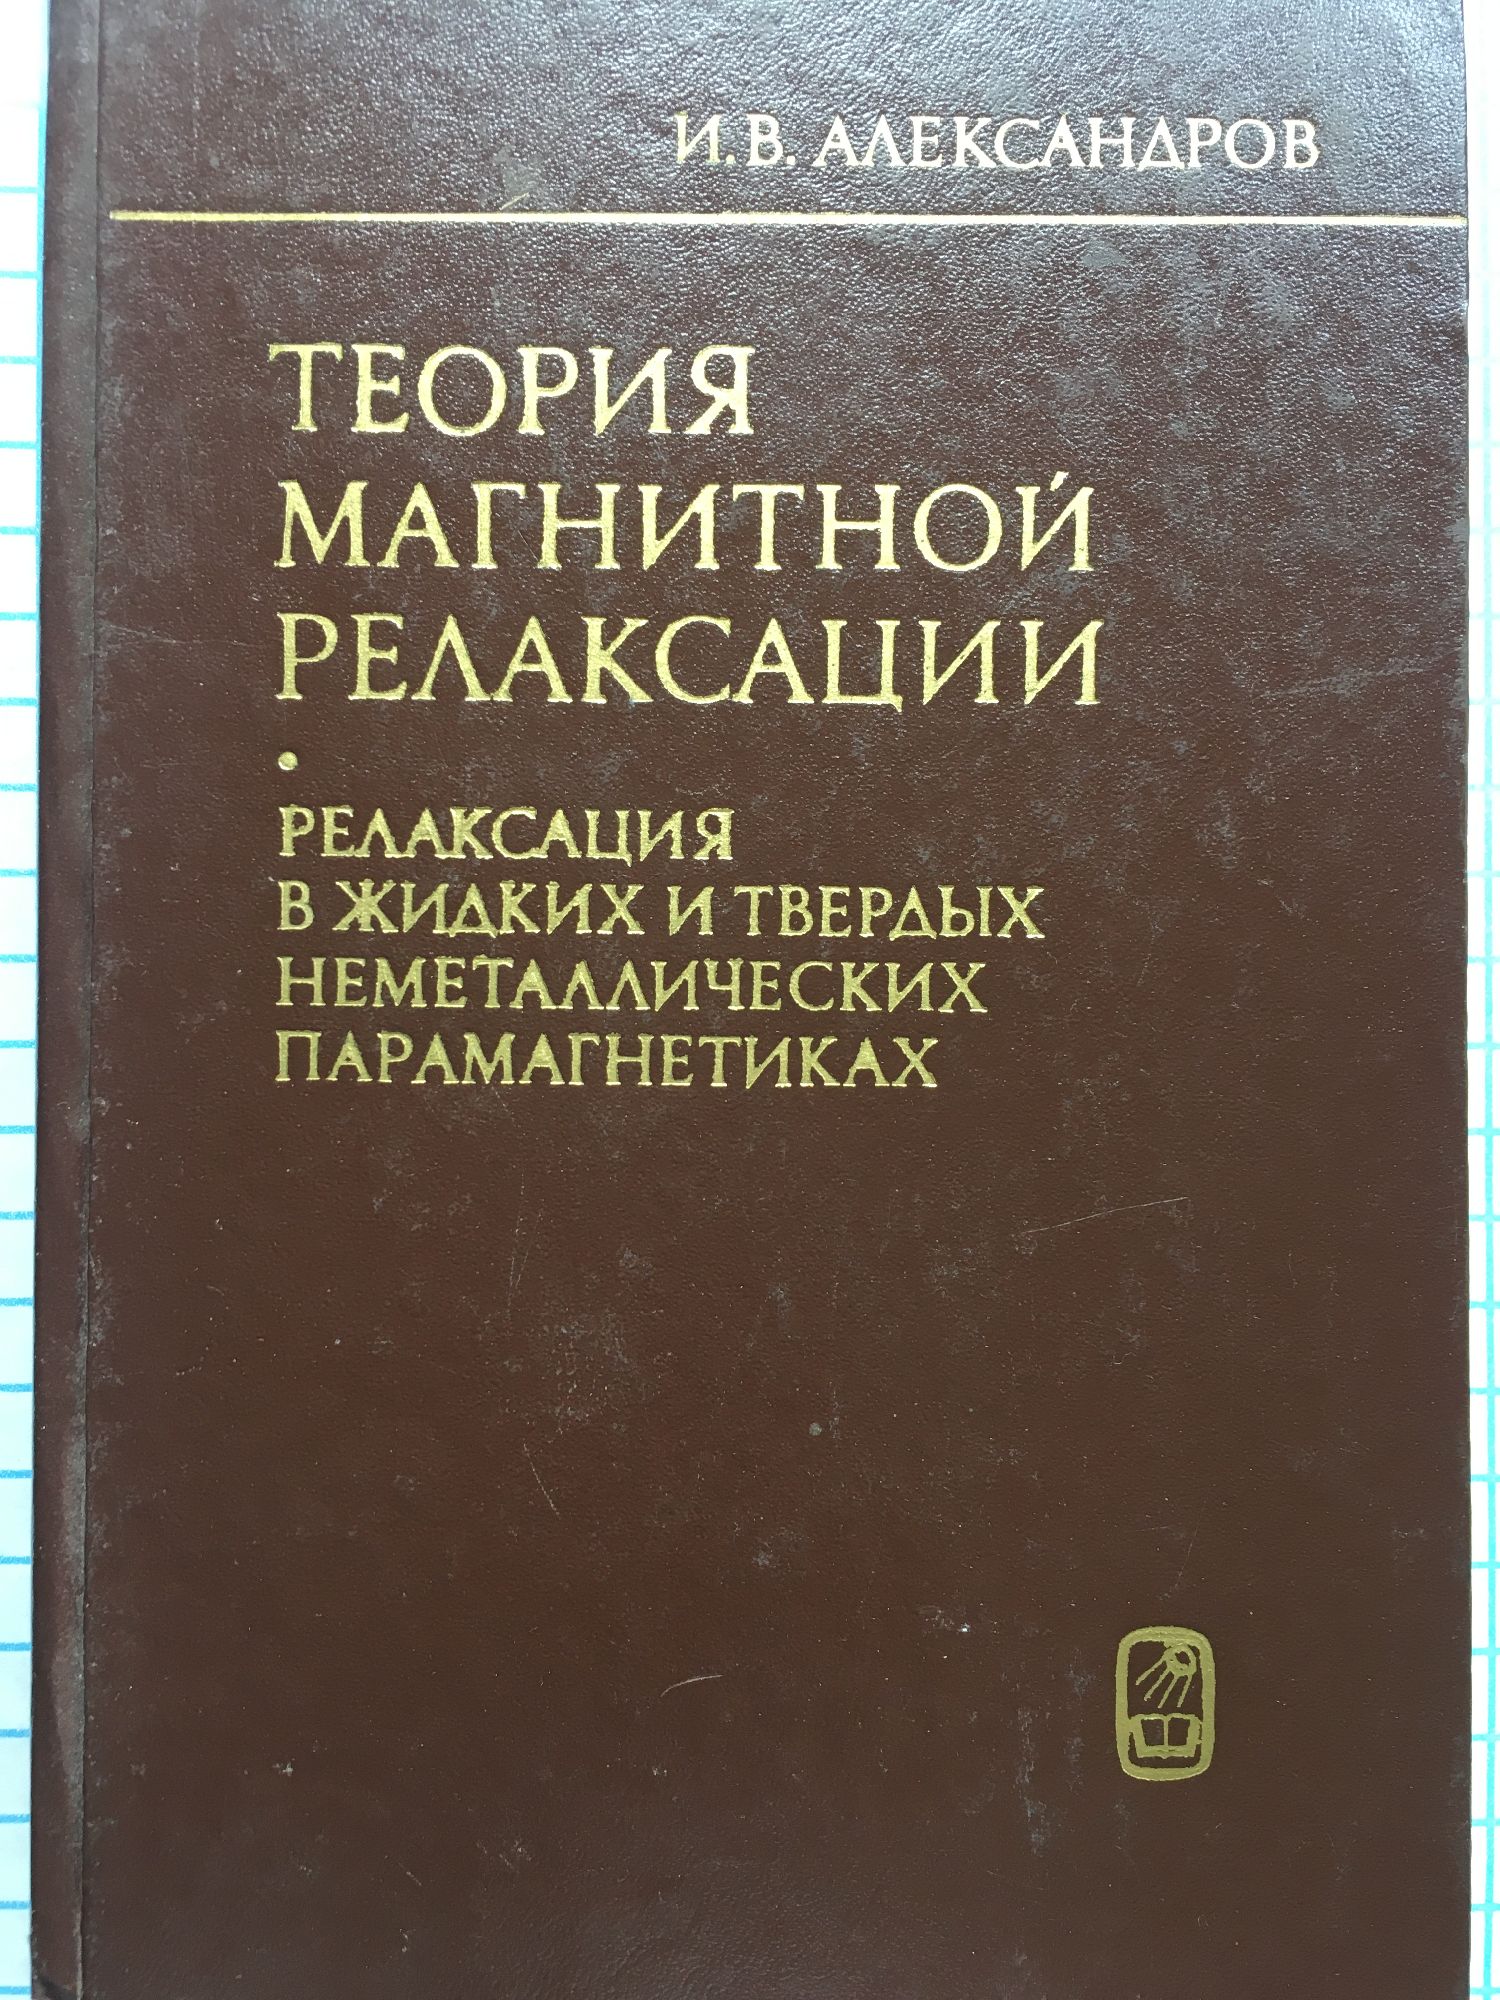 И.В. АЛЕКСАНДРОВ
ТЕОРИЯ
МАГНИТНОЙ
РЕЛАКСАЦИИ
РЕЛАКСАЦИЯ
В ЖИДКИХ И ТВЕРДЫХ
НЕМЕТАЛЛИЧЕСКИХ
ПАРАМАГНЕТИКАХ